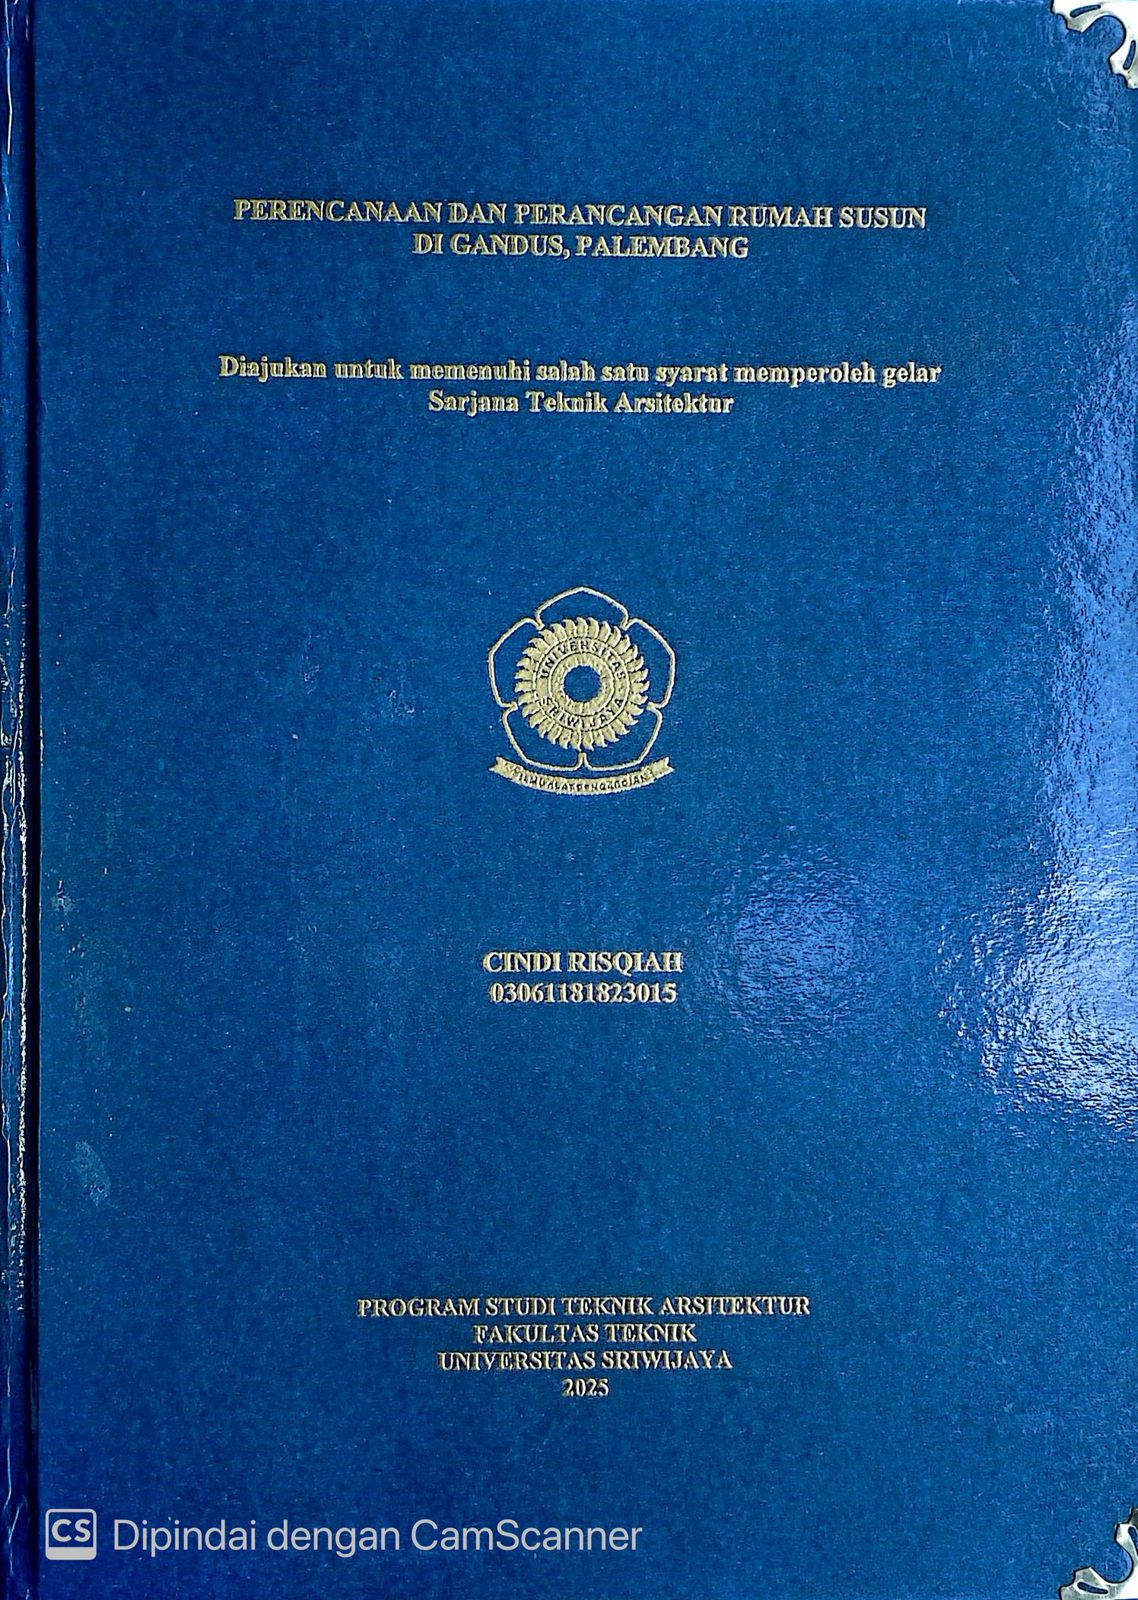 PERENCANAAN DAN PERANCANGAN RUMAH SUSUN
DI GANDUS, PALEMBANG
Diajukan untuk memenuhi salah satu syarat memperoleh gelar
Sarjana Teknik Arsitektur
UNIVERSITAS
SRIWIJAYA
CINDI RISQIAH
03061181823015
PROGRAM STUDI TEKNIK ARSITEKTUR
FAKULTAS TEKNIK
UNIVERSITAS SRIWIJAYA
2025
CS Dipindai dengan CamScanner